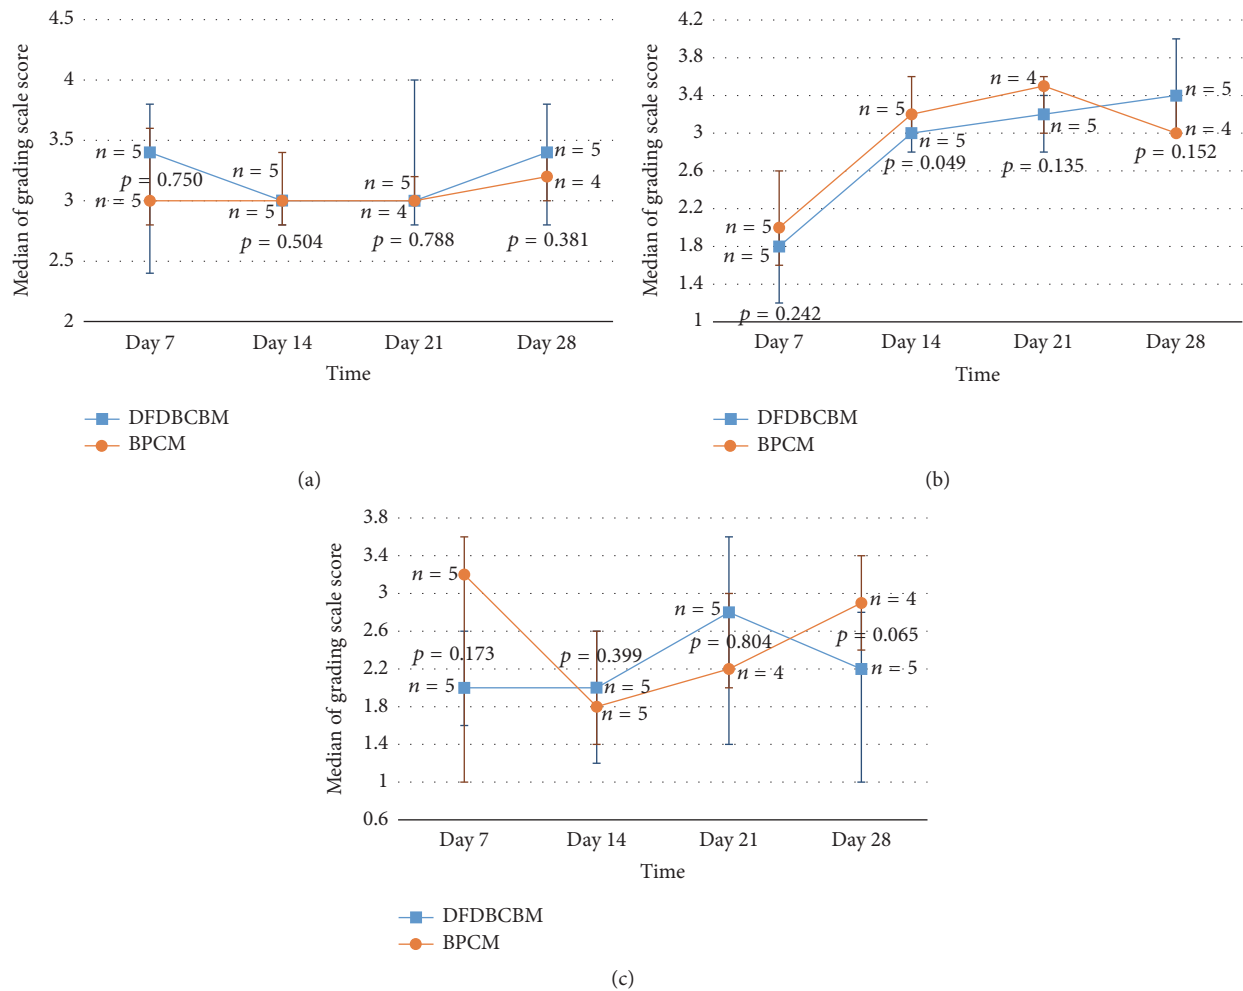 Median of grading scale score
4.5
4
3.5
3
2.5
2
n = 5
p = 0.750
n = 5
n = 5
n = 5
p = 0.504
n = 5
n = 4
p = 0.788
n = 5
n = 4
p = 0.381
Day 7 Day 14 Day 21 Day 28
Time
DFDBCBM
BPCM
(a)
Median of grading scale score
4.2
3.8
3.4
3
2.6
2.2
1.8
1.4
1
n = 5
n = 5
p = 0.242
n = 5
n = 5
p = 0.049
n = 4
n = 5
p = 0.135
n = 5
n = 4
p = 0.152
Day 7 Day 14 Day 21 Day 28
Time
DFDBCBM
BPCM
(b)
Median of grading scale score
3.8
3.4
3
2.6
2.2
1.8
1.4
1
0.6
n = 5
p = 0.173
n = 5
p = 0.399
n = 5
n = 5
n = 5
p = 0.804
n = 4
n = 4
p = 0.065
n = 5
Day 7 Day 14 Day 21 Day 28
Time
DFDBCBM
BPCM
(c)